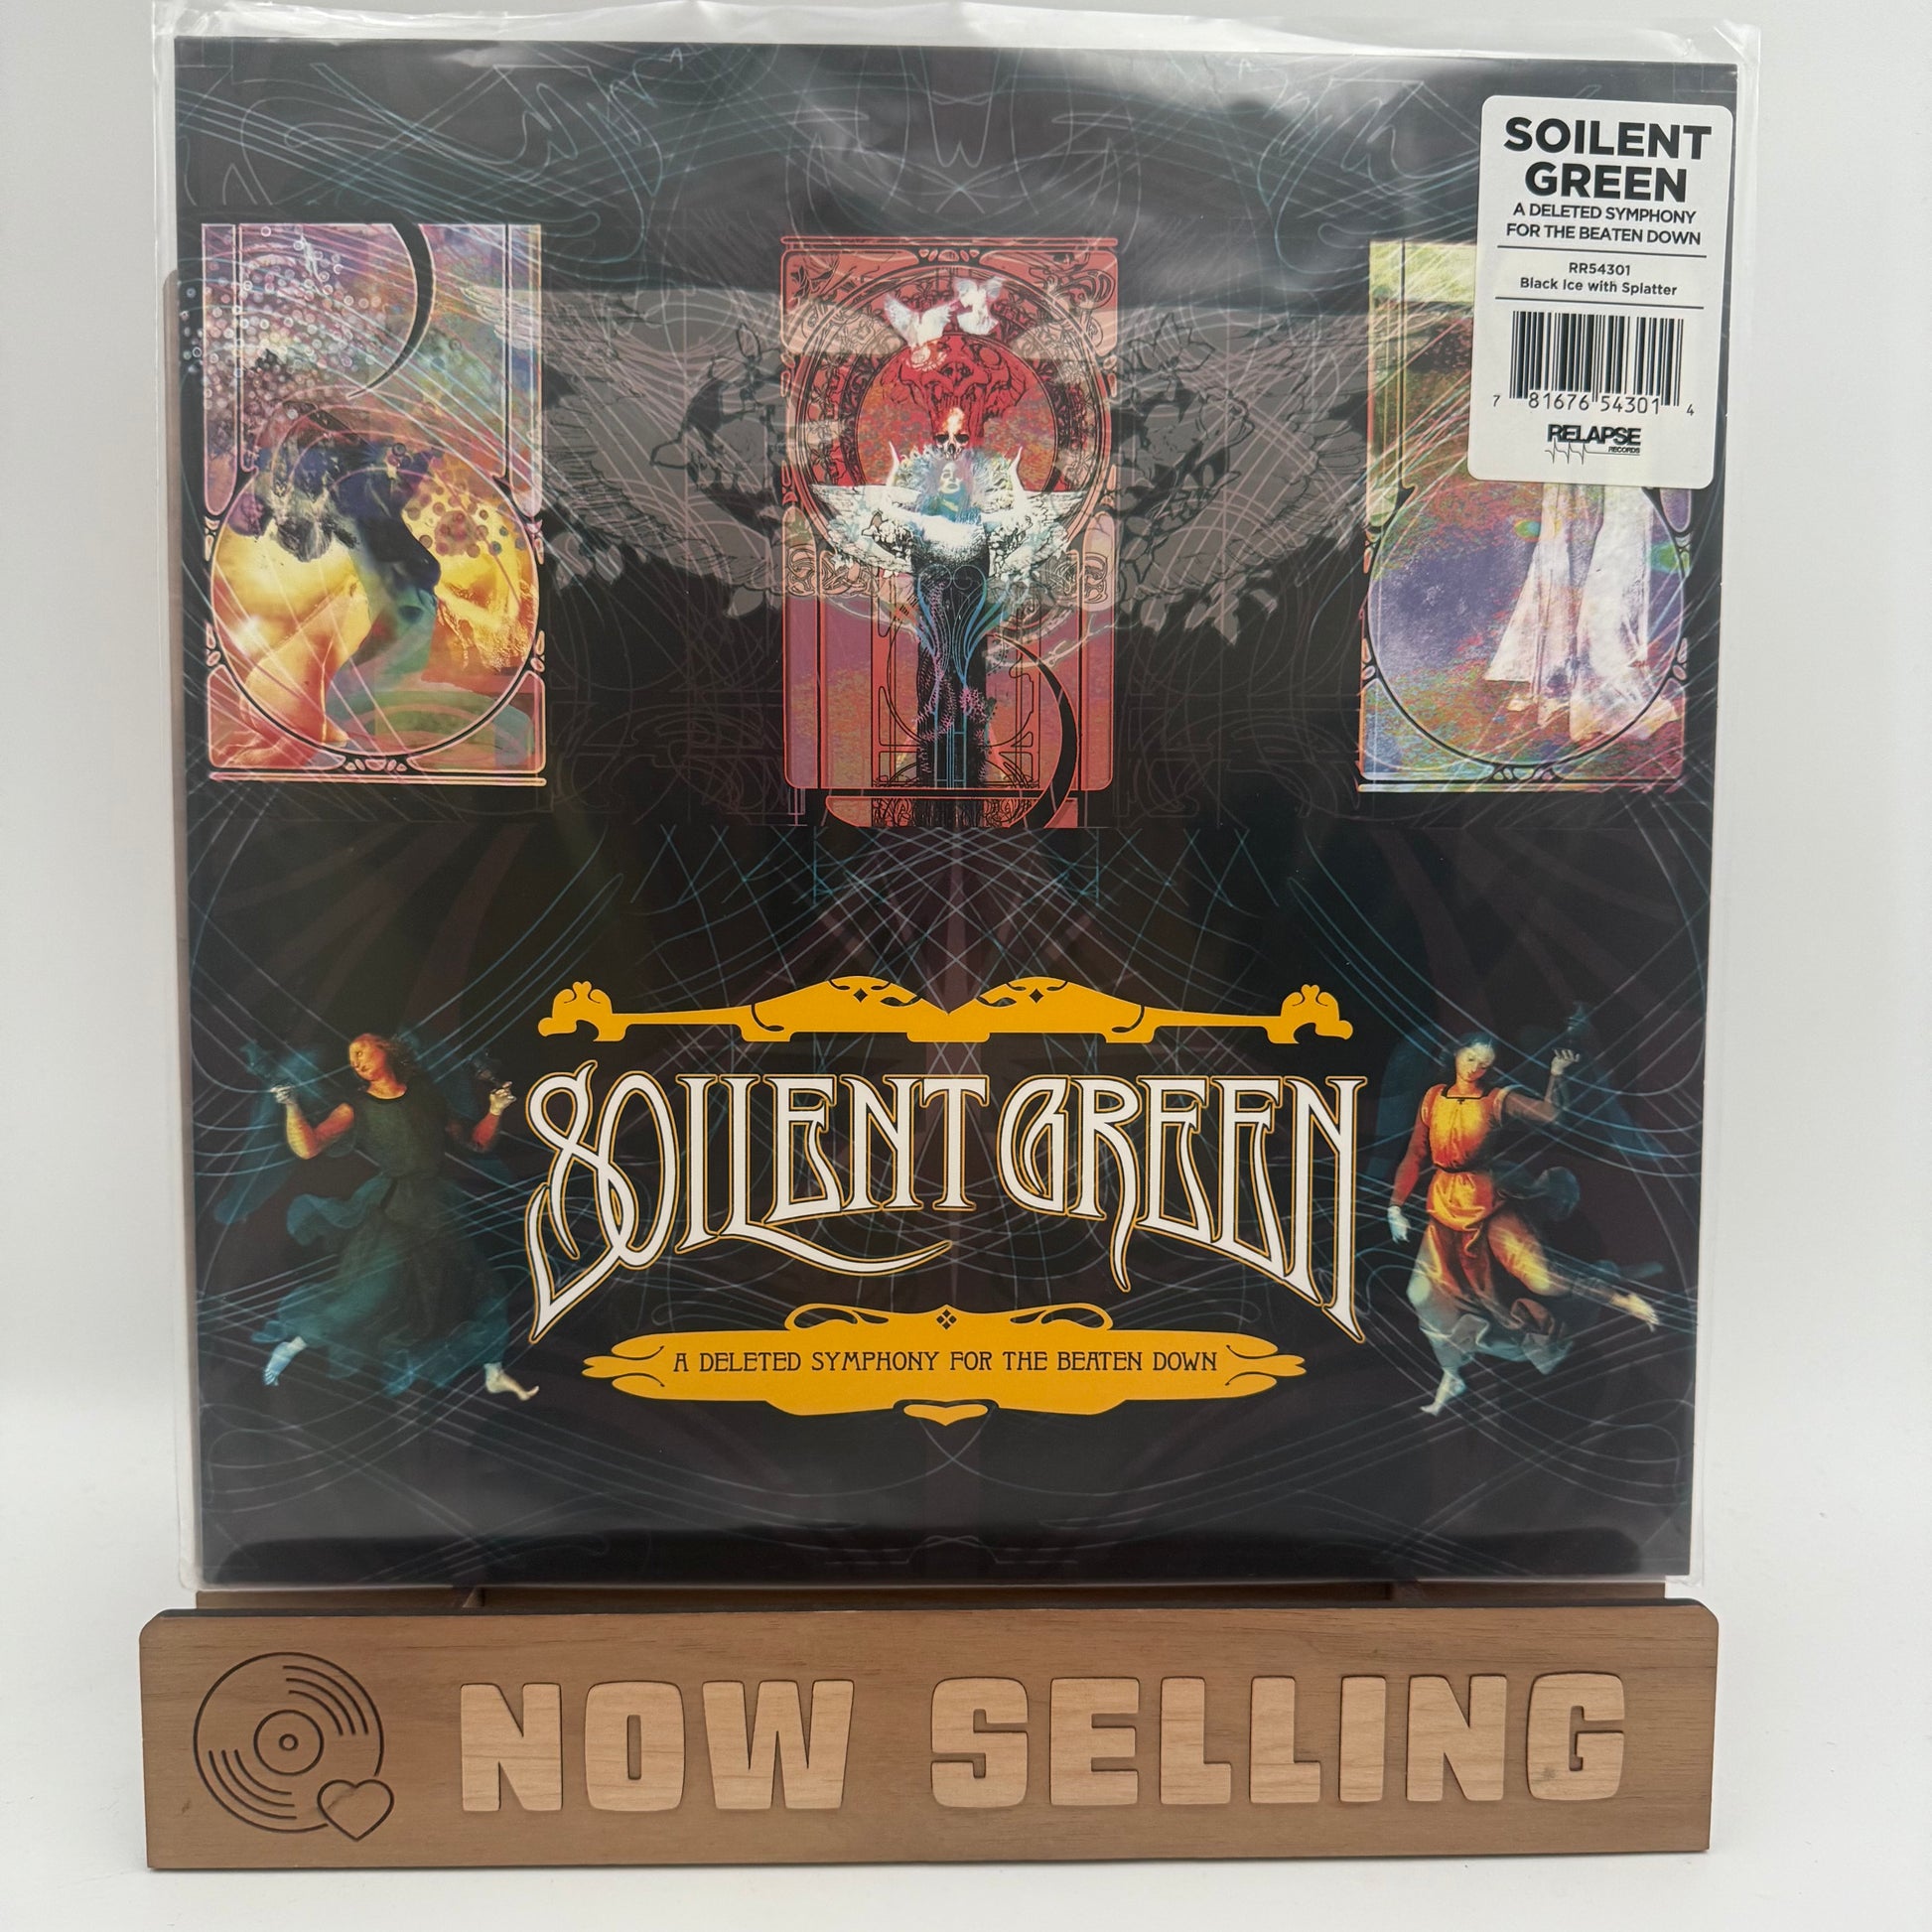 SOILENT
GREEN
A DELETED SYMPHONY
FOR THE BEATEN DOWN
RR54301
Black Ice with Splatter
7 81676 54301 4
RELAPSE
RECORDS
SOILENT GREEN
A DELETED SYMPHONY FOR THE BEATEN DOWN
NOW SELLING